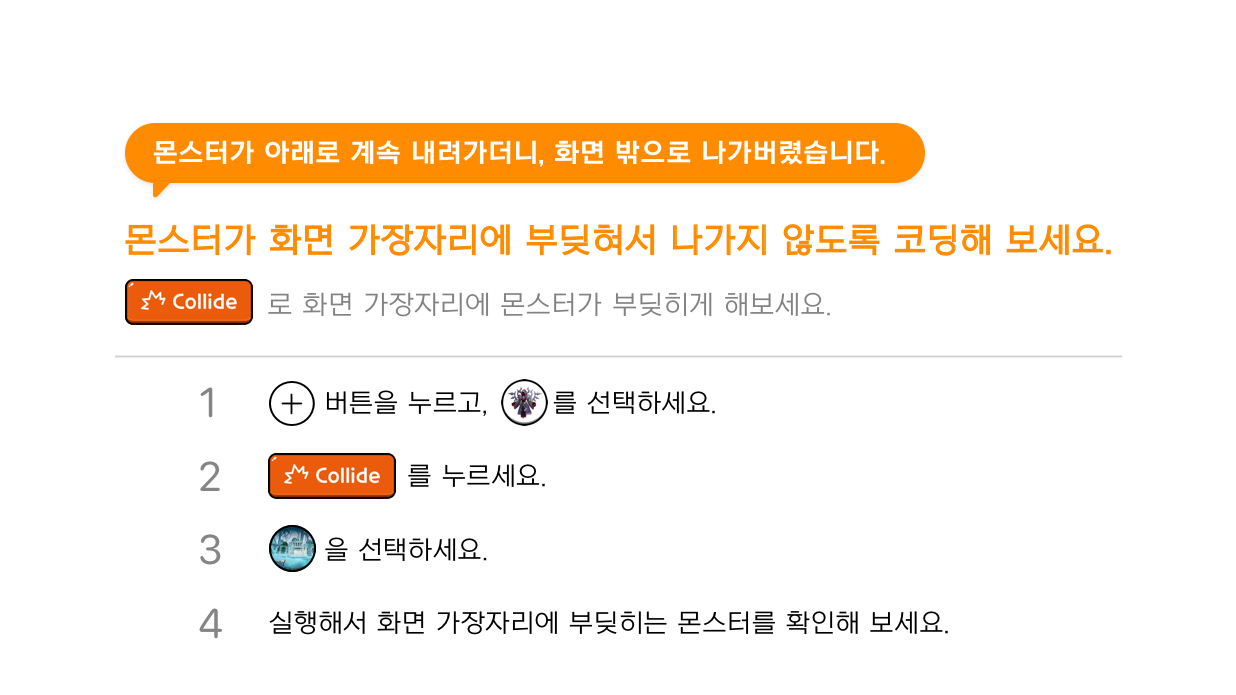 몬스터가 아래로 계속 내려가더니, 화면 밖으로 나가버렸습니다.
몬스터가 화면 가장자리에 부딪혀서 나가지 않도록 코딩해 보세요.
Collide 로 화면 가장자리에 몬스터가 부딪히게 해보세요.
1 + 버튼을 누르고, 를 선택하세요.
2 Collide 를 누르세요.
3 을 선택하세요.
4 실행해서 화면 가장자리에 부딪히는 몬스터를 확인해 보세요.